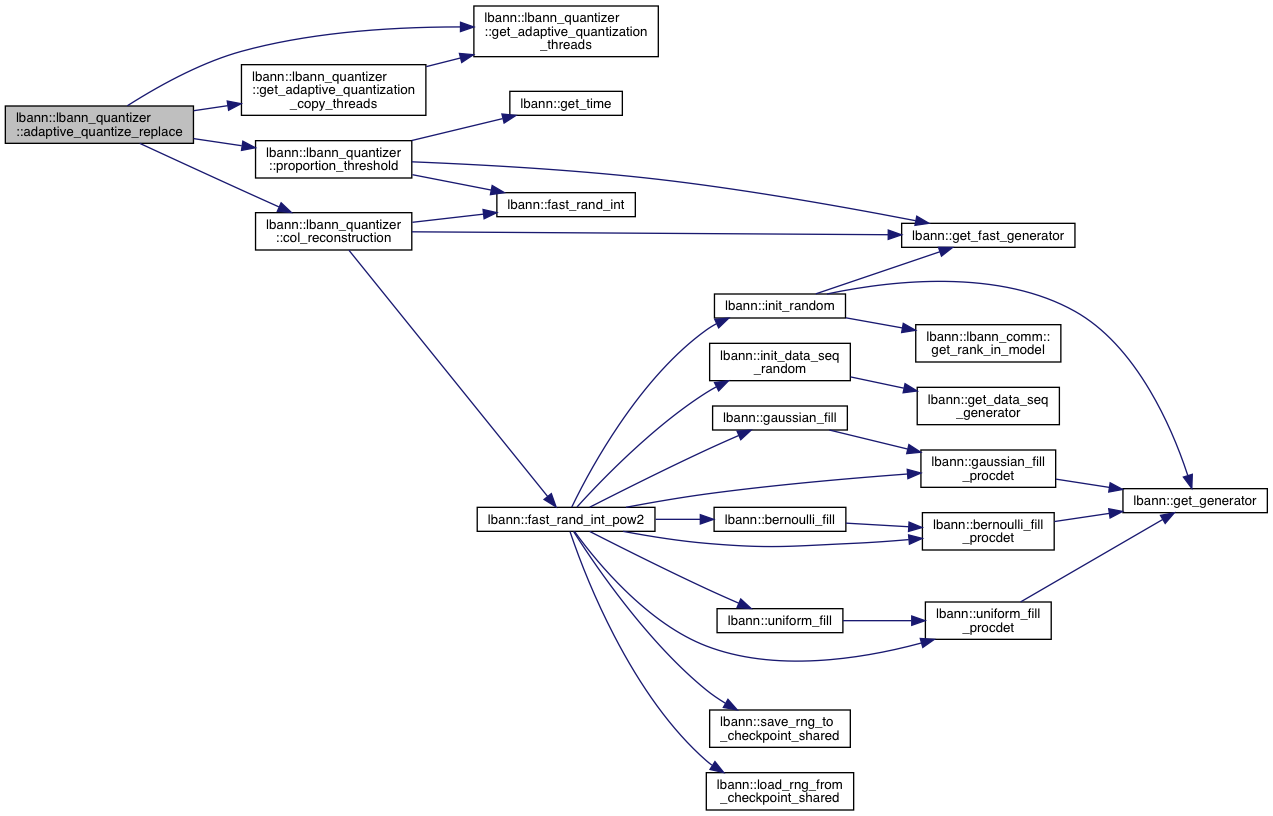 lbann::lbann_quantizer
::adaptive_quantize_replace
lbann::lbann_quantizer
::get_adaptive_quantization
_threads
lbann::lbann_quantizer
::get_adaptive_quantization
_copy_threads
lbann::lbann_quantizer
::proportion_threshold
lbann::lbann_quantizer
::col_reconstruction
lbann::get_time
lbann::fast_rand_int
lbann::get_fast_generator
lbann::fast_rand_int_pow2
lbann::init_random
lbann::init_data_seq
_random
lbann::gaussian_fill
lbann::bernoulli_fill
lbann::uniform_fill
lbann::save_rng_to
_checkpoint_shared
lbann::load_rng_from
_checkpoint_shared
lbann::lbann_comm::
get_rank_in_model
lbann::get_data_seq
_generator
lbann::gaussian_fill
_procdet
lbann::bernoulli_fill
_procdet
lbann::uniform_fill
_procdet
lbann::get_generator